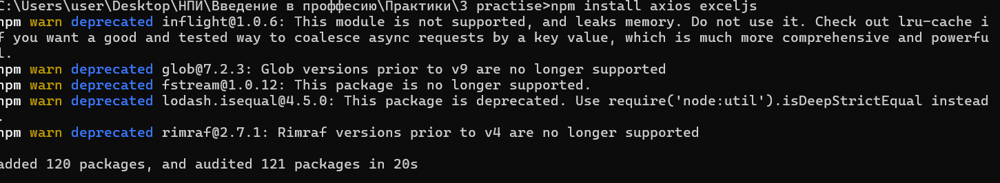 C:\Users\user\Desktop\НПИ\Введение в проффесию\Практики\3 practise>npm install axios exceljs
npm warn deprecated inflight@1.0.6: This module is not supported, and leaks memory. Do not use it. Check out lru-cache i
f you want a good and tested way to coalesce async requests by a key value, which is much more comprehensive and powerfu
l.
npm warn deprecated glob@7.2.3: Glob versions prior to v9 are no longer supported
npm warn deprecated fstream@1.0.12: This package is no longer supported.
npm warn deprecated lodash.isequal@4.5.0: This package is deprecated. Use require('node:util').isDeepStrictEqual instead
.
npm warn deprecated rimraf@2.7.1: Rimraf versions prior to v4 are no longer supported
added 120 packages, and audited 121 packages in 20s